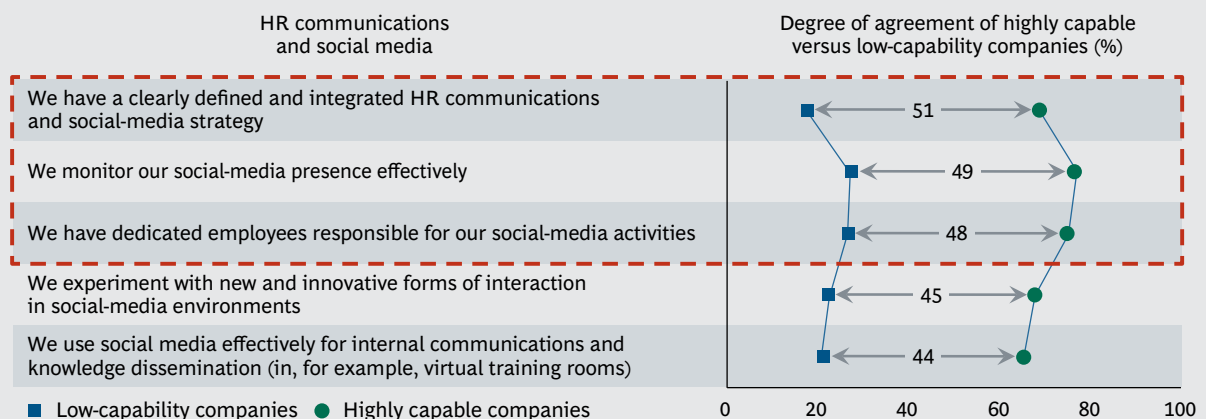 HR communications
and social media
Degree of agreement of highly capable
versus low-capability companies (%)
We have a clearly defined and integrated HR communications
and social-media strategy
51
We monitor our social-media presence effectively
49
We have dedicated employees responsible for our social-media activities
48
We experiment with new and innovative forms of interaction
in social-media environments
45
We use social media effectively for internal communications and
knowledge dissemination (in, for example, virtual training rooms)
44
Low-capability companies Highly capable companies
0 20 40 60 80 100